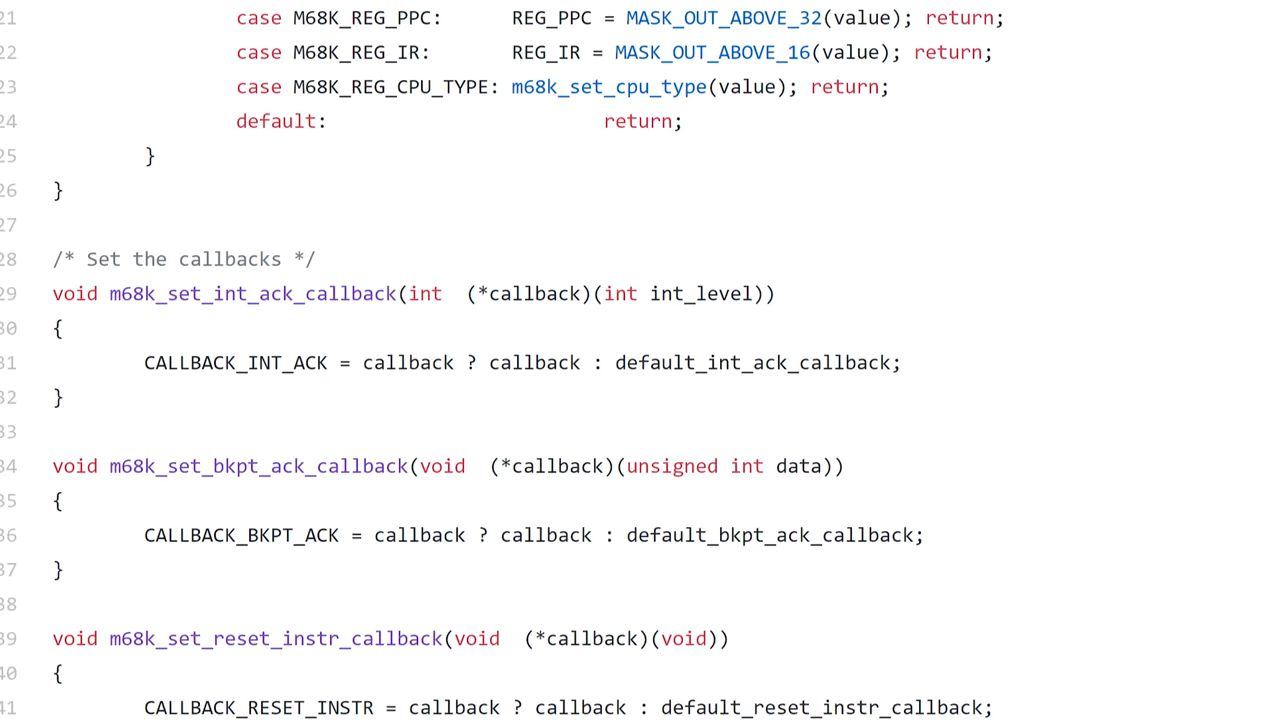 21 case M68K_REG_PPC: REG_PPC = MASK_OUT_ABOVE_32(value); return;
22 case M68K_REG_IR: REG_IR = MASK_OUT_ABOVE_16(value); return;
23 case M68K_REG_CPU_TYPE: m68k_set_cpu_type(value); return;
24 default: return;
25 }
26 }
27
28 /* Set the callbacks */
29 void m68k_set_int_ack_callback(int (*callback)(int int_level))
30 {
31 CALLBACK_INT_ACK = callback ? callback : default_int_ack_callback;
32 }
33
34 void m68k_set_bkpt_ack_callback(void (*callback)(unsigned int data))
35 {
36 CALLBACK_BKPT_ACK = callback ? callback : default_bkpt_ack_callback;
37 }
38
39 void m68k_set_reset_instr_callback(void (*callback)(void))
40 {
41 CALLBACK_RESET_INSTR = callback ? callback : default_reset_instr_callback;